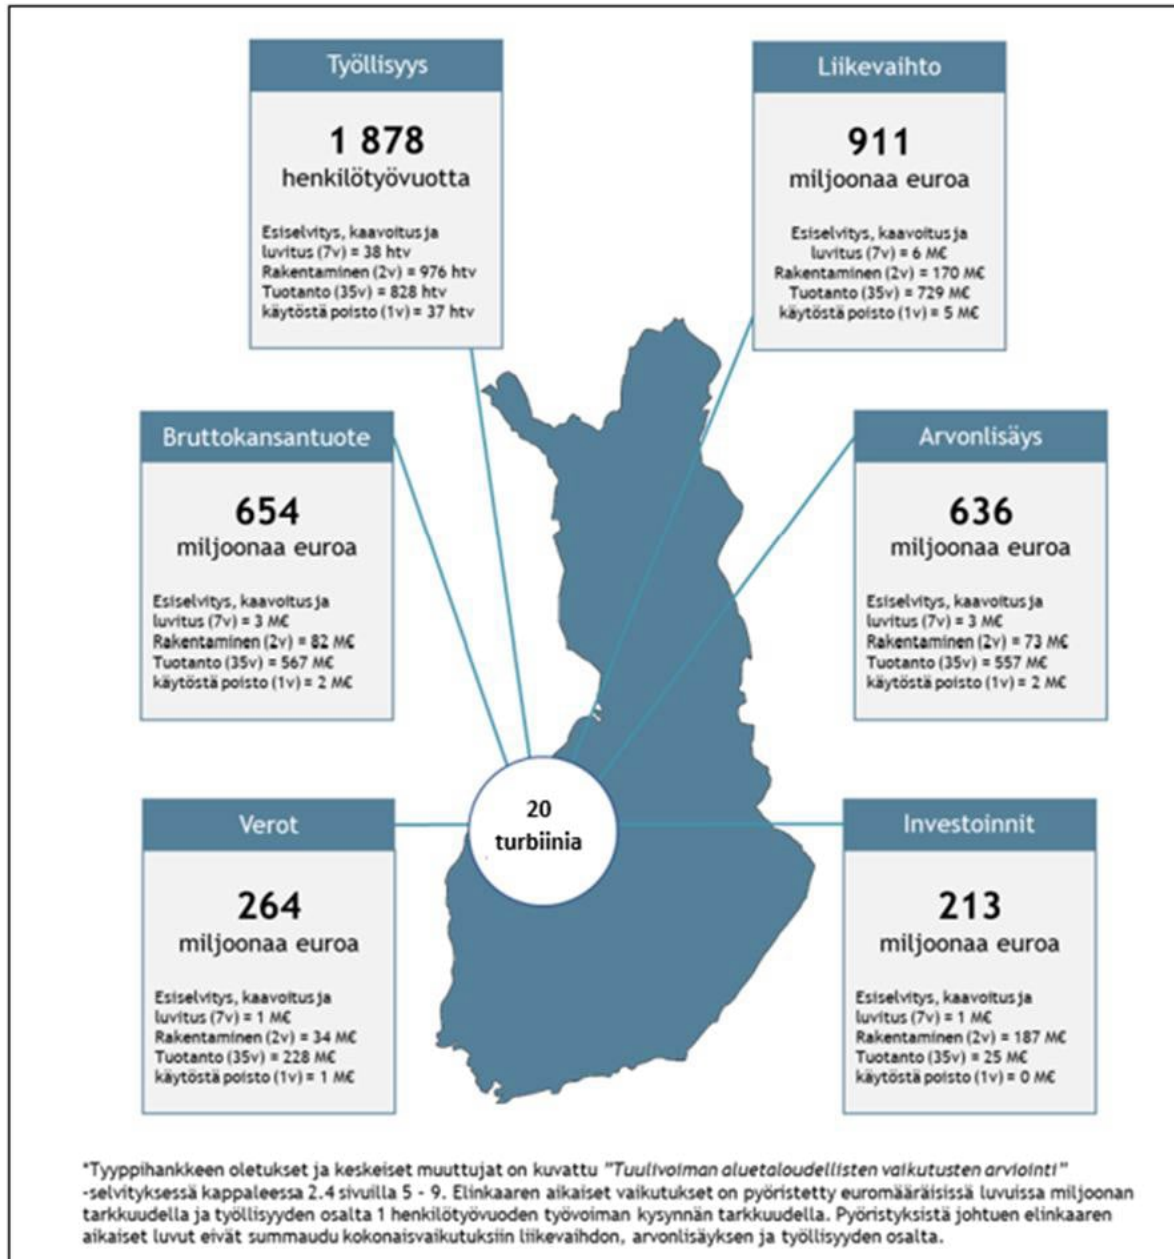 Työllisyys
1 878
henkilötyövuotta
Esiselvitys, kaavoitus ja
luvitus (7v) = 38 htv
Rakentaminen (2v) = 976 htv
Tuotanto (35v) = 828 htv
käytöstä poisto (1v) = 37 htv
Liikevaihto
911
miljoonaa euroa
Esiselvitys, kaavoitus ja
luvitus (7v) = 6 M€
Rakentaminen (2v) = 170 M€
Tuotanto (35v) = 729 M€
käytöstä poisto (1v) = 5 M€
Bruttokansantuote
654
miljoonaa euroa
Esiselvitys, kaavoitus ja
luvitus (7v) = 3 M€
Rakentaminen (2v) = 82 M€
Tuotanto (35v) = 567 M€
käytöstä poisto (1v) = 2 M€
Arvonlisäys
636
miljoonaa euroa
Esiselvitys, kaavoitus ja
luvitus (7v) = 3 M€
Rakentaminen (2v) = 73 M€
Tuotanto (35v) = 557 M€
käytöstä poisto (1v) = 2 M€
20
turbiinia
Verot
264
miljoonaa euroa
Esiselvitys, kaavoitus ja
luvitus (7v) = 1 M€
Rakentaminen (2v) = 34 M€
Tuotanto (35v) = 228 M€
käytöstä poisto (1v) = 1 M€
Investoinnit
213
miljoonaa euroa
Esiselvitys, kaavoitus ja
luvitus (7v) = 1 M€
Rakentaminen (2v) = 187 M€
Tuotanto (35v) = 25 M€
käytöstä poisto (1v) = 0 M€
*Tyyppihankkeen oletukset ja keskeiset muuttujat on kuvattu "Tuulivoiman aluetaloudellisten vaikutusten arviointi"
-selvityksessä kappaleessa 2.4 sivuilla 5 - 9. Elinkaaren aikaiset vaikutukset on pyöristetty euromääräisissä luvuissa miljoonan
tarkkuudella ja työllisyyden osalta 1 henkilötyövuoden työvoiman kysynnän tarkkuudella. Pyöristyksistä johtuen elinkaaren
aikaiset luvut eivät summaudu kokonaisvaikutuksiin liikevaihdon, arvonlisäyksen ja työllisyyden osalta.